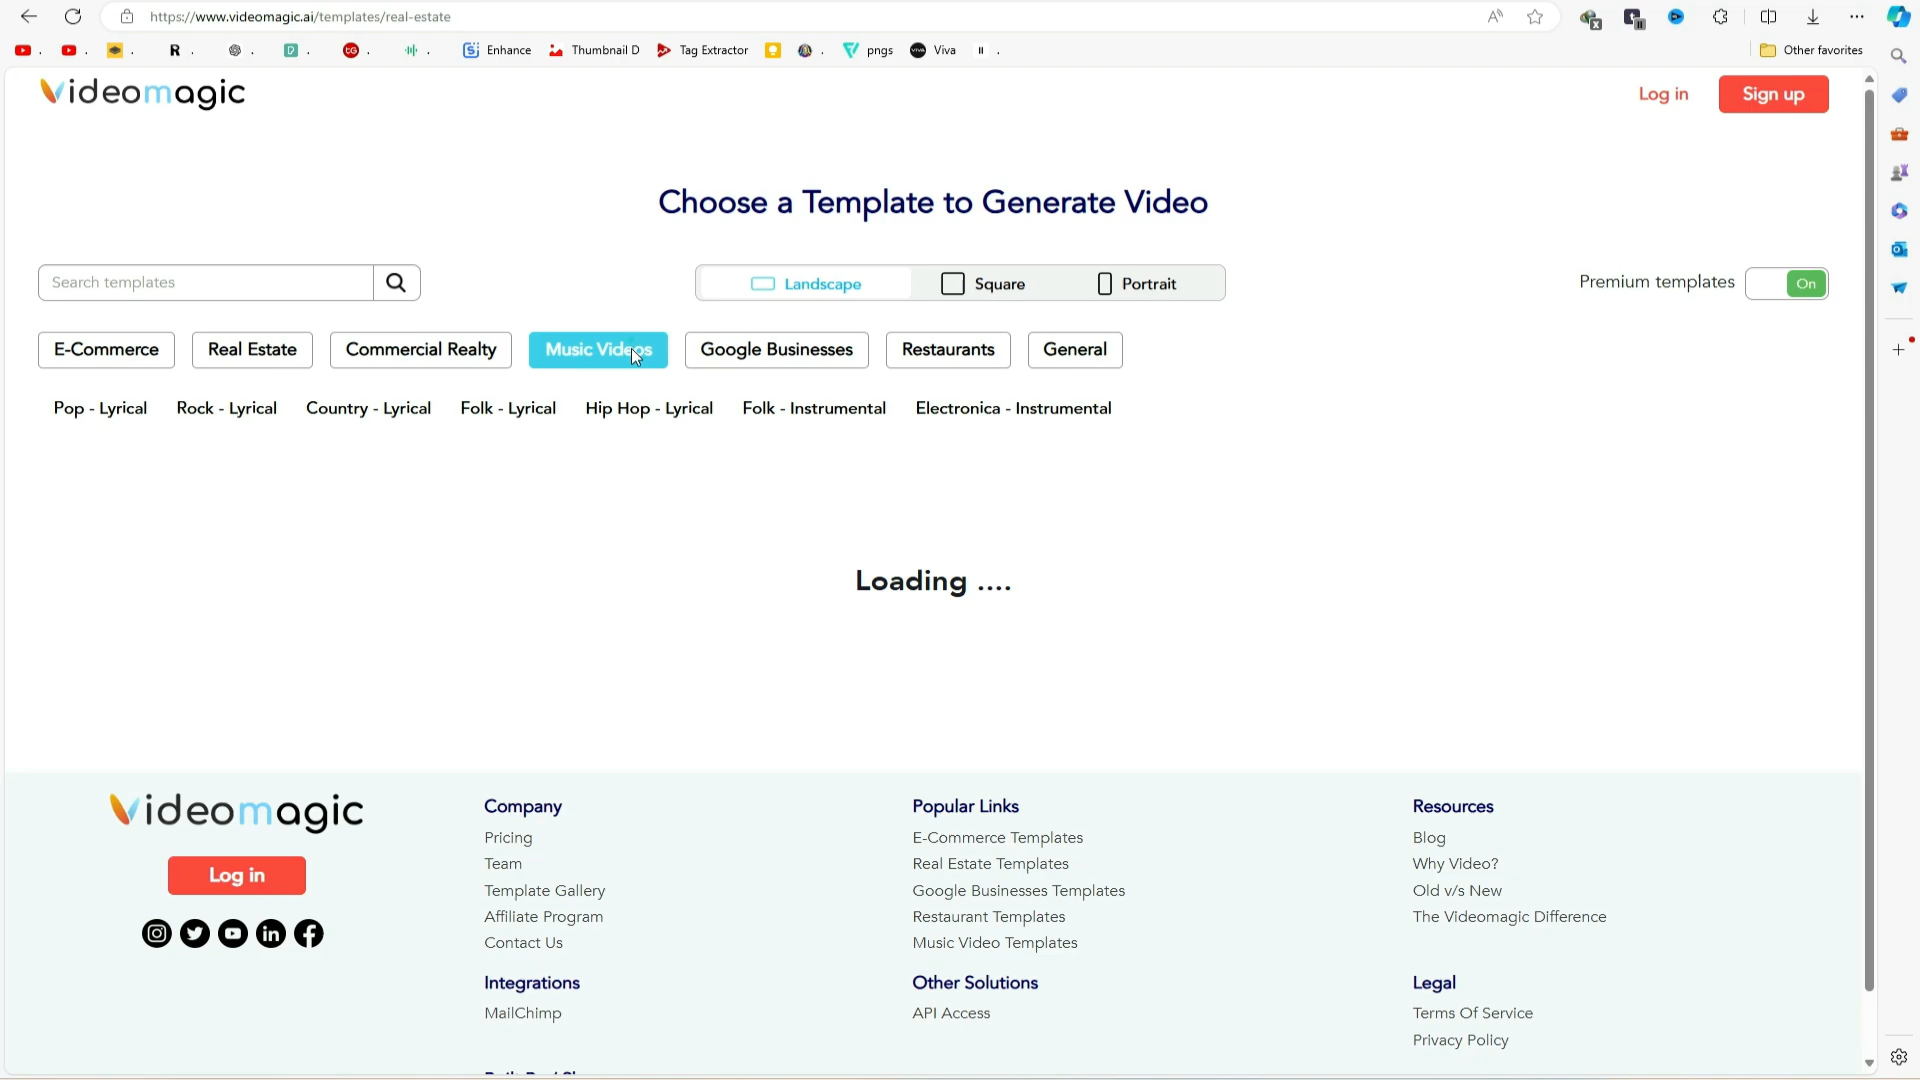 https://www.videomagic.ai/templates/real-estate
Enhance
Thumbnail D
Tag Extractor
pngs
Viva
Other favorites
Videomagic
Log in
Sign up
Choose a Template to Generate Video
Search templates
Landscape
Square
Portrait
Premium templates
On
E-Commerce
Real Estate
Commercial Realty
Music Videos
Google Businesses
Restaurants
General
Pop - Lyrical
Rock - Lyrical
Country - Lyrical
Folk - Lyrical
Hip Hop - Lyrical
Folk - Instrumental
Electronica - Instrumental
Loading ....
Videomagic
Log in
Company
Pricing
Team
Template Gallery
Affiliate Program
Contact Us
Integrations
MailChimp
Popular Links
E-Commerce Templates
Real Estate Templates
Google Businesses Templates
Restaurant Templates
Music Video Templates
Other Solutions
API Access
Resources
Blog
Why Video?
Old v/s New
The Videomagic Difference
Legal
Terms Of Service
Privacy Policy